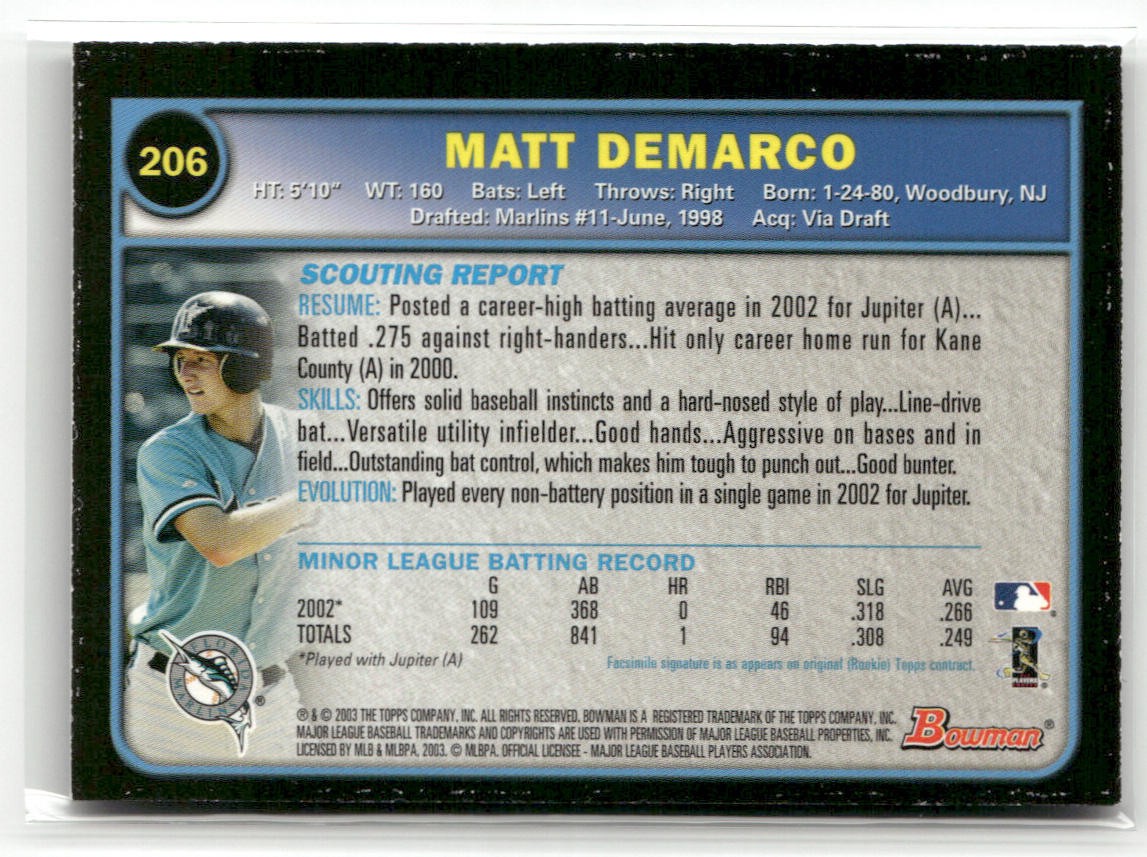 206
MATT DEMARCO
HT: 5'10" WT: 160 Bats: Left Throws: Right Born: 1-24-80, Woodbury, NJ
Drafted: Marlins #11-June, 1998 Acq: Via Draft
SCOUTING REPORT
RESUME: Posted a career-high batting average in 2002 for Jupiter (A)...
Batted .275 against right-handers...Hit only career home run for Kane
County (A) in 2000.
SKILLS: Offers solid baseball instincts and a hard-nosed style of play...Line-drive
bat...Versatile utility infielder...Good hands...Aggressive on bases and in
field...Outstanding bat control, which makes him tough to punch out...Good bunter.
EVOLUTION: Played every non-battery position in a single game in 2002 for Jupiter.
MINOR LEAGUE BATTING RECORD
G AB HR RBI SLG AVG
2002* 109 368 0 46 .318 .266
TOTALS 262 841 1 94 .308 .249
*Played with Jupiter (A)
Facsimile signature is as appears on original (Rookie) Topps contract.
FLORIDA
MARLINS
®
®
PLAYERS
CHOICE
®
® & © 2003 THE TOPPS COMPANY, INC. ALL RIGHTS RESERVED. BOWMAN IS A REGISTERED TRADEMARK OF THE TOPPS COMPANY, INC.
MAJOR LEAGUE BASEBALL TRADEMARKS AND COPYRIGHTS ARE USED WITH PERMISSION OF MAJOR LEAGUE BASEBALL PROPERTIES, INC.
LICENSED BY MLB & MLBPA, 2003. © MLBPA. OFFICIAL LICENSEE - MAJOR LEAGUE BASEBALL PLAYERS ASSOCIATION.
Bowman®